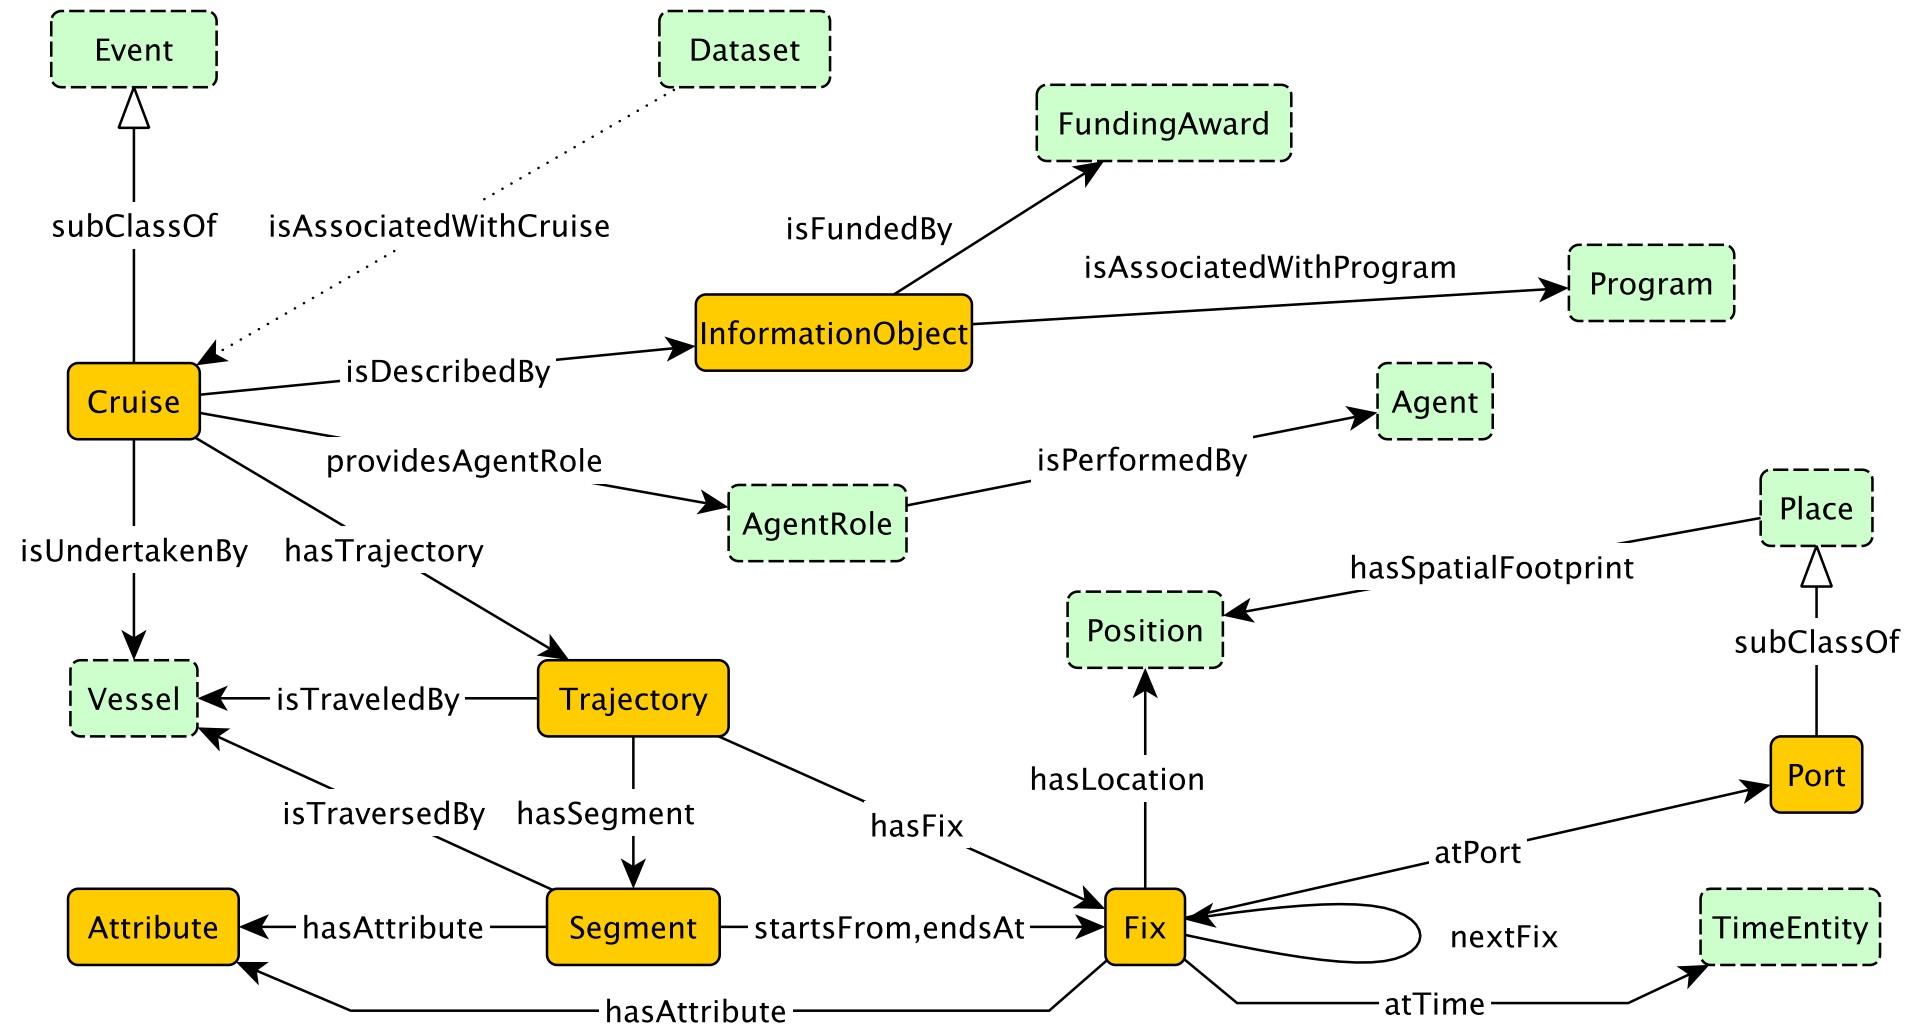 Event
Dataset
FundingAward
subClassOf
isAssociatedWithCruise
isFundedBy
isAssociatedWithProgram
Program
InformationObject
isDescribedBy
Cruise
Agent
providesAgentRole
isPerformedBy
AgentRole
Place
isUndertakenBy
hasTrajectory
hasSpatialFootprint
Position
subClassOf
Vessel
isTraveledBy
Trajectory
hasLocation
Port
isTraversedBy
hasSegment
hasFix
atPort
Attribute
hasAttribute
Segment
startsFrom,endsAt
Fix
nextFix
TimeEntity
hasAttribute
atTime